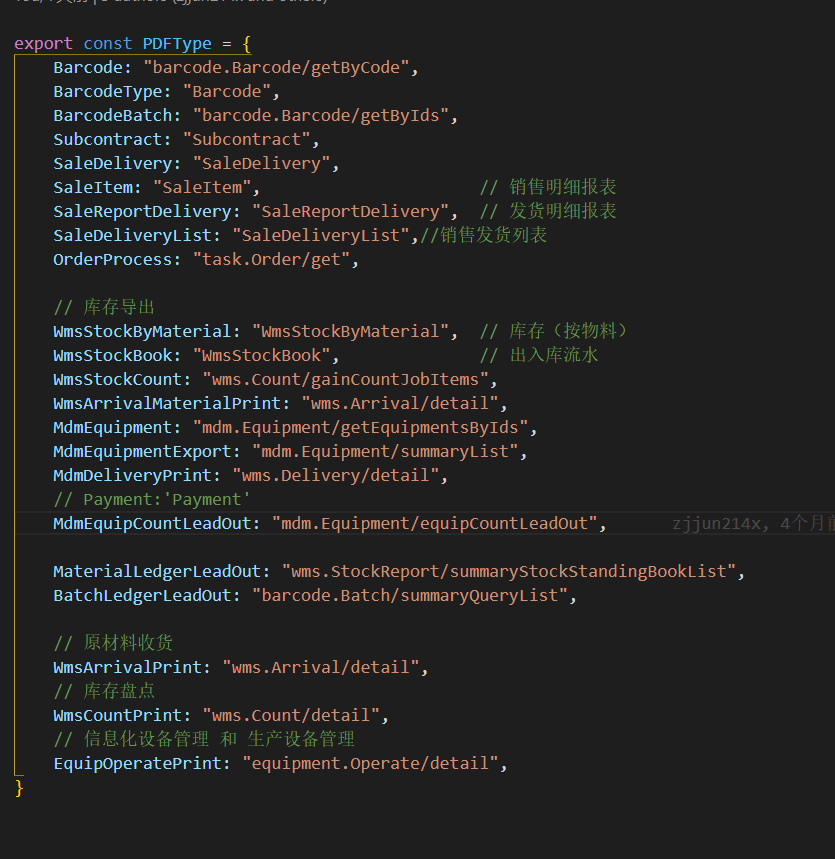 export const PDFType = {
Barcode: "barcode.Barcode/getByCode",
BarcodeType: "Barcode",
BarcodeBatch: "barcode.Barcode/getByIds",
Subcontract: "Subcontract",
SaleDelivery: "SaleDelivery",
SaleItem: "SaleItem", // 销售明细报表
SaleReportDelivery: "SaleReportDelivery", // 发货明细报表
SaleDeliveryList: "SaleDeliveryList",//销售发货列表
OrderProcess: "task.Order/get",
// 库存导出
WmsStockByMaterial: "WmsStockByMaterial", // 库存（按物料）
WmsStockBook: "WmsStockBook", // 出入库流水
WmsStockCount: "wms.Count/gainCountJobItems",
WmsArrivalMaterialPrint: "wms.Arrival/detail",
MdmEquipment: "mdm.Equipment/getEquipmentsByIds",
MdmEquipmentExport: "mdm.Equipment/summaryList",
MdmDeliveryPrint: "wms.Delivery/detail",
// Payment:'Payment'
MdmEquipCountLeadOut: "mdm.Equipment/equipCountLeadOut", zjjun214x, 4个月前
MaterialLedgerLeadOut: "wms.StockReport/summaryStockStandingBookList",
BatchLedgerLeadOut: "barcode.Batch/summaryQueryList",
// 原材料收货
WmsArrivalPrint: "wms.Arrival/detail",
// 库存盘点
WmsCountPrint: "wms.Count/detail",
// 信息化设备管理 和 生产设备管理
EquipOperatePrint: "equipment.Operate/detail",
}